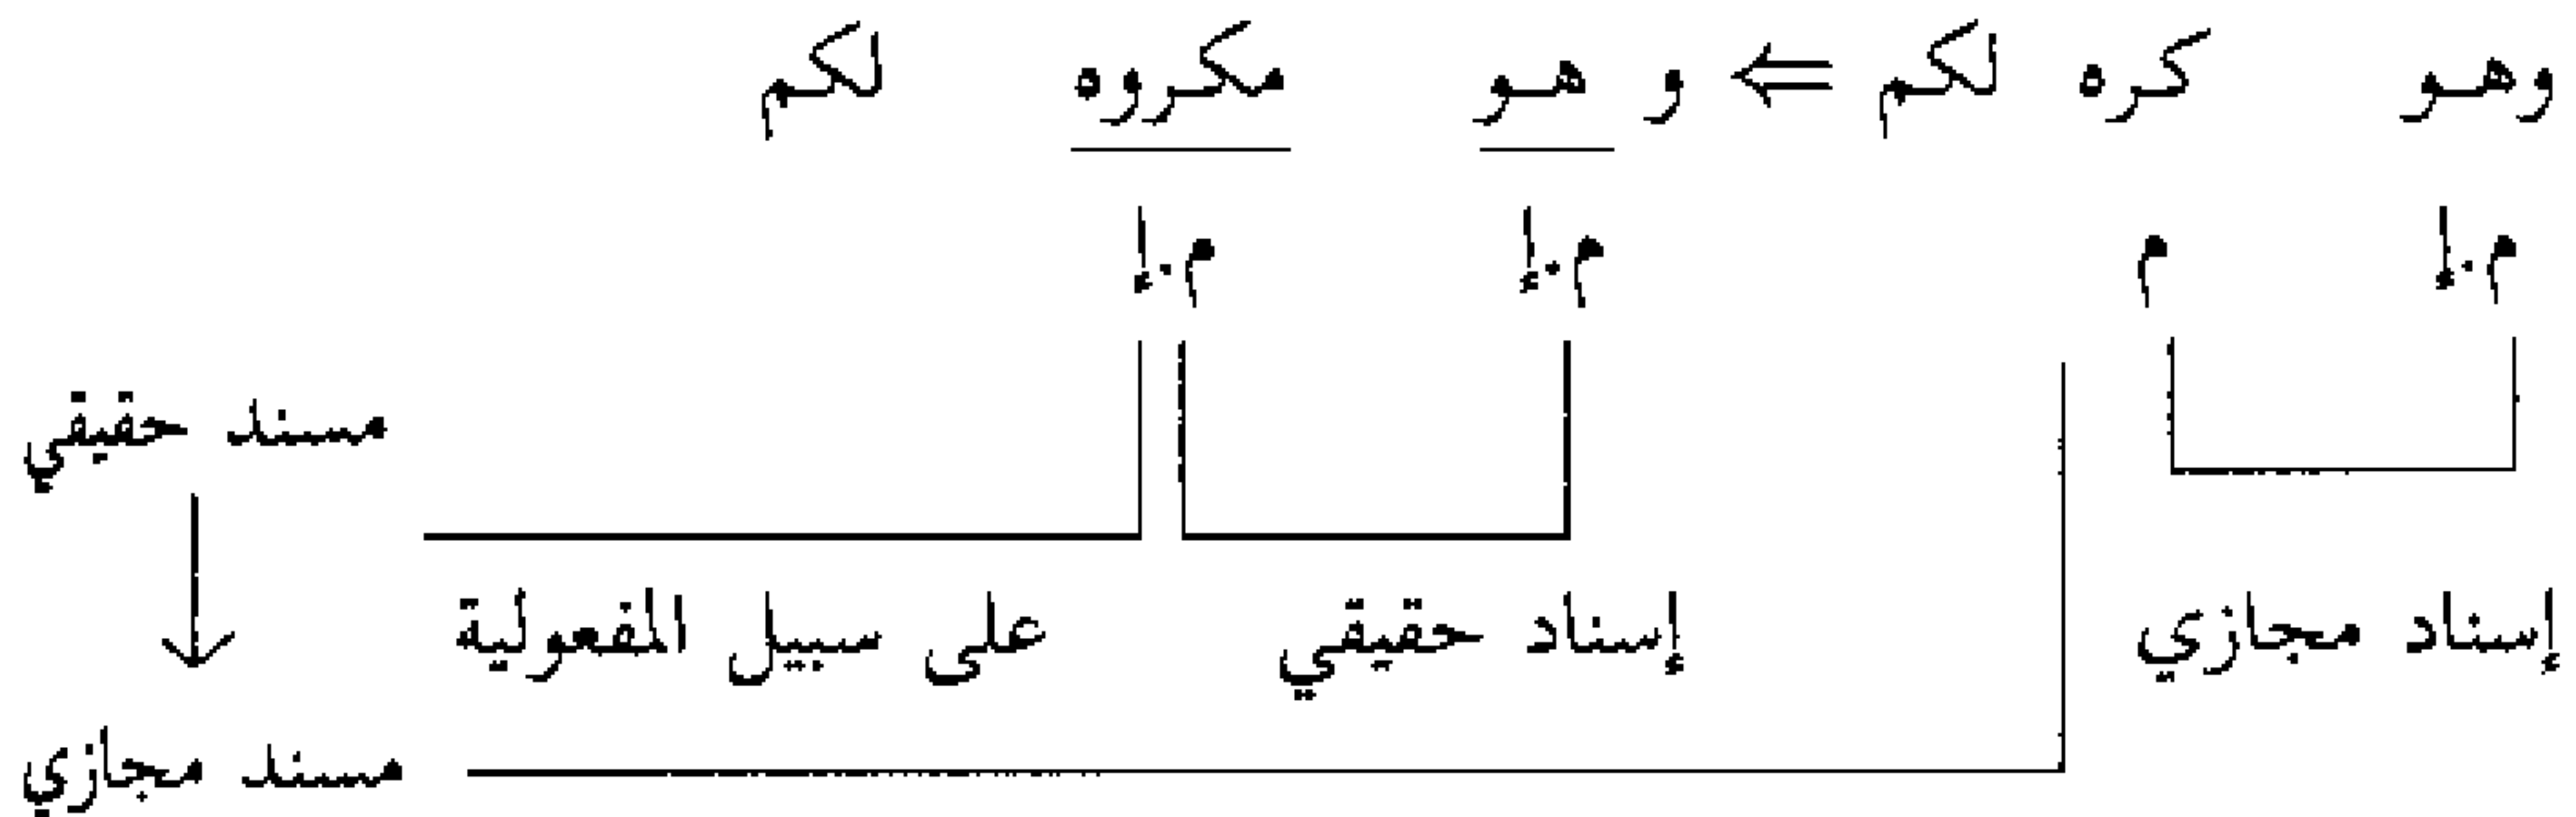 وهو كره لكم ⇐ و هو مكروه لكم
م.إ م م.إ م.إ
مسند حقيقي
إسناد مجازي إسناد حقيقي على سبيل المفعولية
مسند مجازي